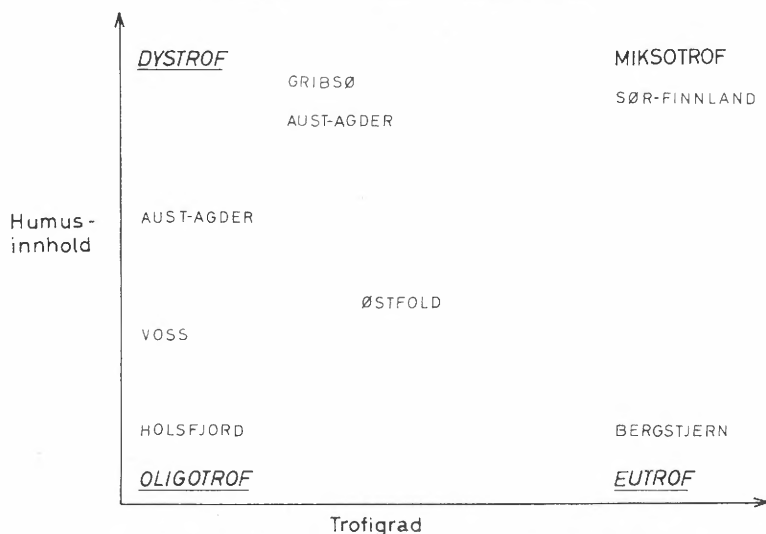 DYSTROF
MIKSOTROF
GRIBSØ
SØR-FINNLAND
AUST-AGDER
Humus-
innhold
AUST-AGDER
ØSTFOLD
VOSS
HOLSFJORD
BERGSTJERN
OLIGOTROF
EUTROF
Trofigrad